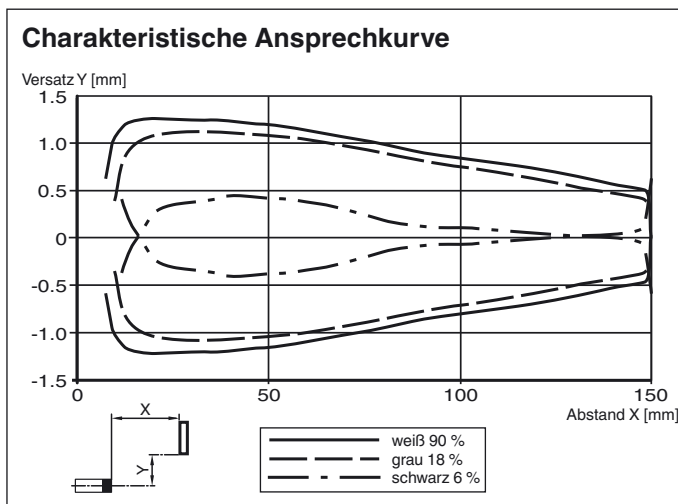 Charakteristische Ansprechkurve
Versatz Y [mm]
1.5
1.0
0.5
0
-0.5
-1.0
-1.5
0
50
100
150
Abstand X [mm]
X
Y
weiß 90 %
grau 18 %
schwarz 6 %